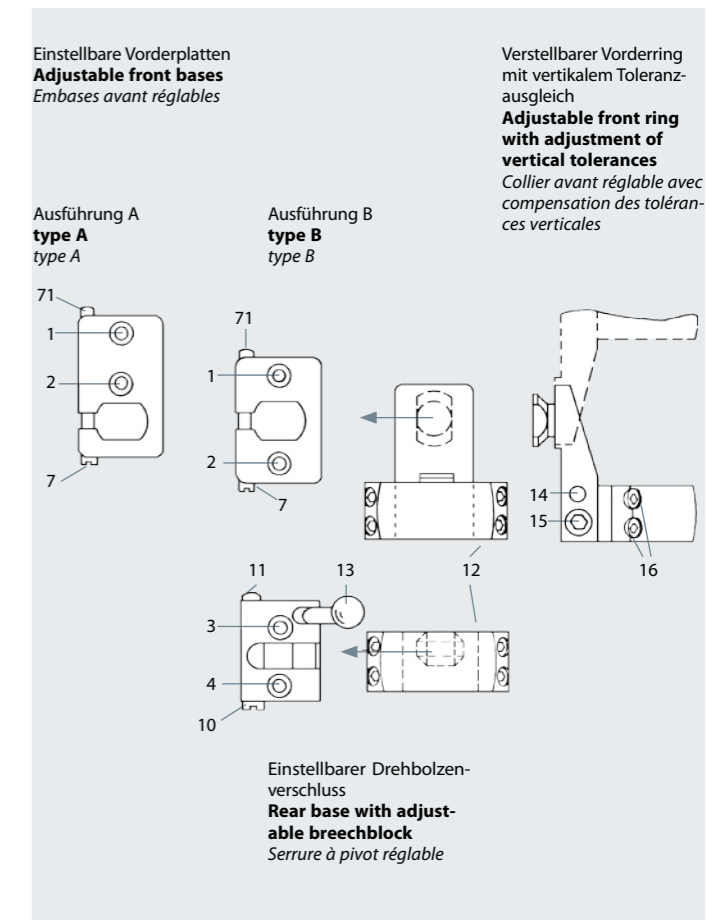 Einstellbare Vorderplatten
Adjustable front bases
Embases avant réglables
Verstellbarer Vorderring
mit vertikalem Toleranz-
ausgleich
Adjustable front ring
with adjustment of
vertical tolerances
Collier avant réglable avec
compensation des toléran-
ces verticales
Ausführung A
type A
type A
Ausführung B
type B
type B
71
1
2
7
71
1
2
7
14
15
16
12
11
13
3
4
10
Einstellbarer Drehbolzen-
verschluss
Rear base with adjust-
able breechblock
Serrure à pivot réglable